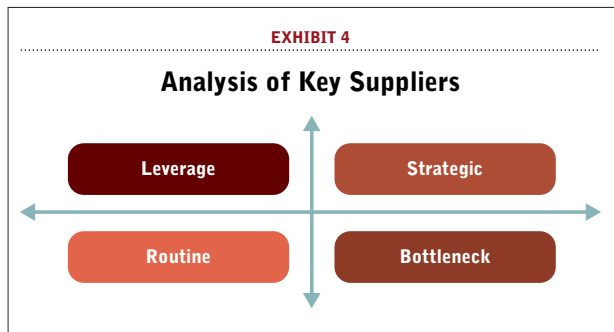 EXHIBIT 4
Analysis of Key Suppliers
Leverage
Strategic
Routine
Bottleneck